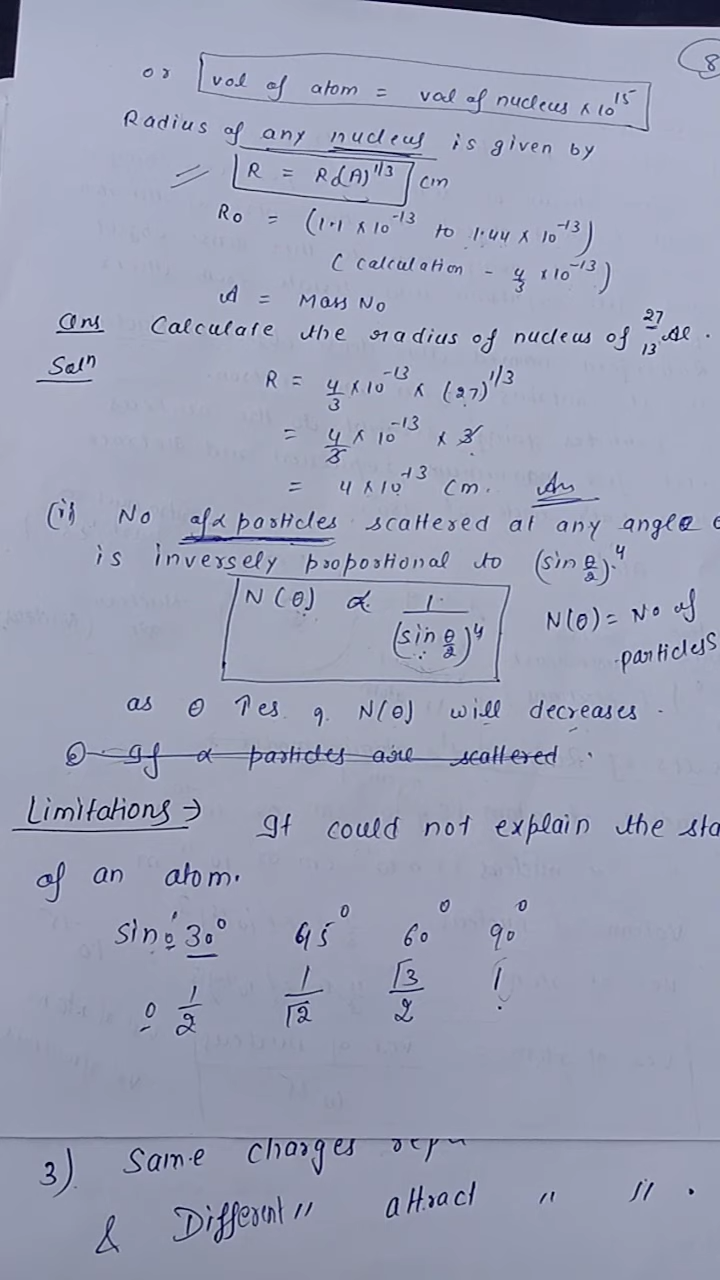 8
or vol of atom = vol of nucleus × 10^15
Radius of any nucleus is given by
R = R₀(A)^1/3 cm
R₀ = (1.1 × 10^-13 to 1.44 × 10^-13)
( calculation - 4/3 × 10^-13)
A = Mass No
Qns Calculate the radius of nucleus of 27 13 Al.
Solⁿ
R = 4/3 × 10^-13 × (27)^1/3
= 4/3 × 10^-13 × 3
= 4 × 10^-13 cm. Ans
(i) No of α particles scattered at any angle
is inversely proportional to (sin θ/2)^4
N(θ) ∝ 1/(sin θ/2)^4 N(θ) = No of
particles
as θ ↑es, N(θ) will decreases.
If α particles are scattered.
Limitations → It could not explain the sta
of an atom.
sin 0° 30° 45° 60° 90°
0 1/2 1/√2 √3/2 1
3) Same charges
& Different " attract " " .